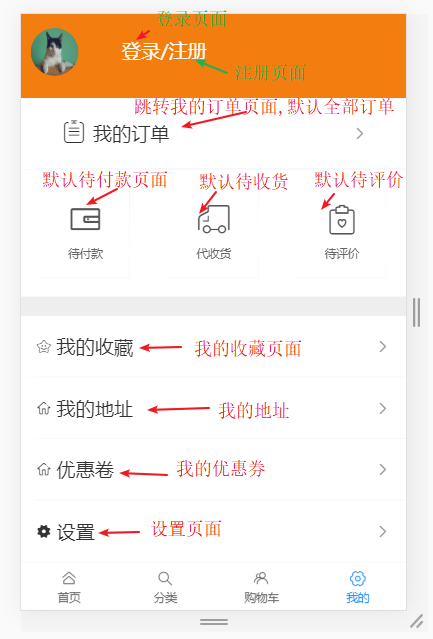 登录页面
登录/注册
注册页面
跳转我的订单页面,默认全部订单
我的订单
默认待付款页面 默认待收货 默认待评价
待付款 代收货 待评价
我的收藏 我的收藏页面
我的地址 我的地址
优惠卷 我的优惠券
设置 设置页面
首页 分类 购物车 我的